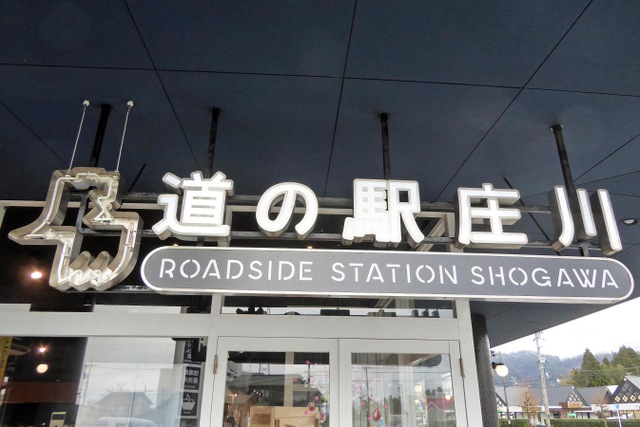 道の駅庄川
ROADSIDE STATION SHOGAWA